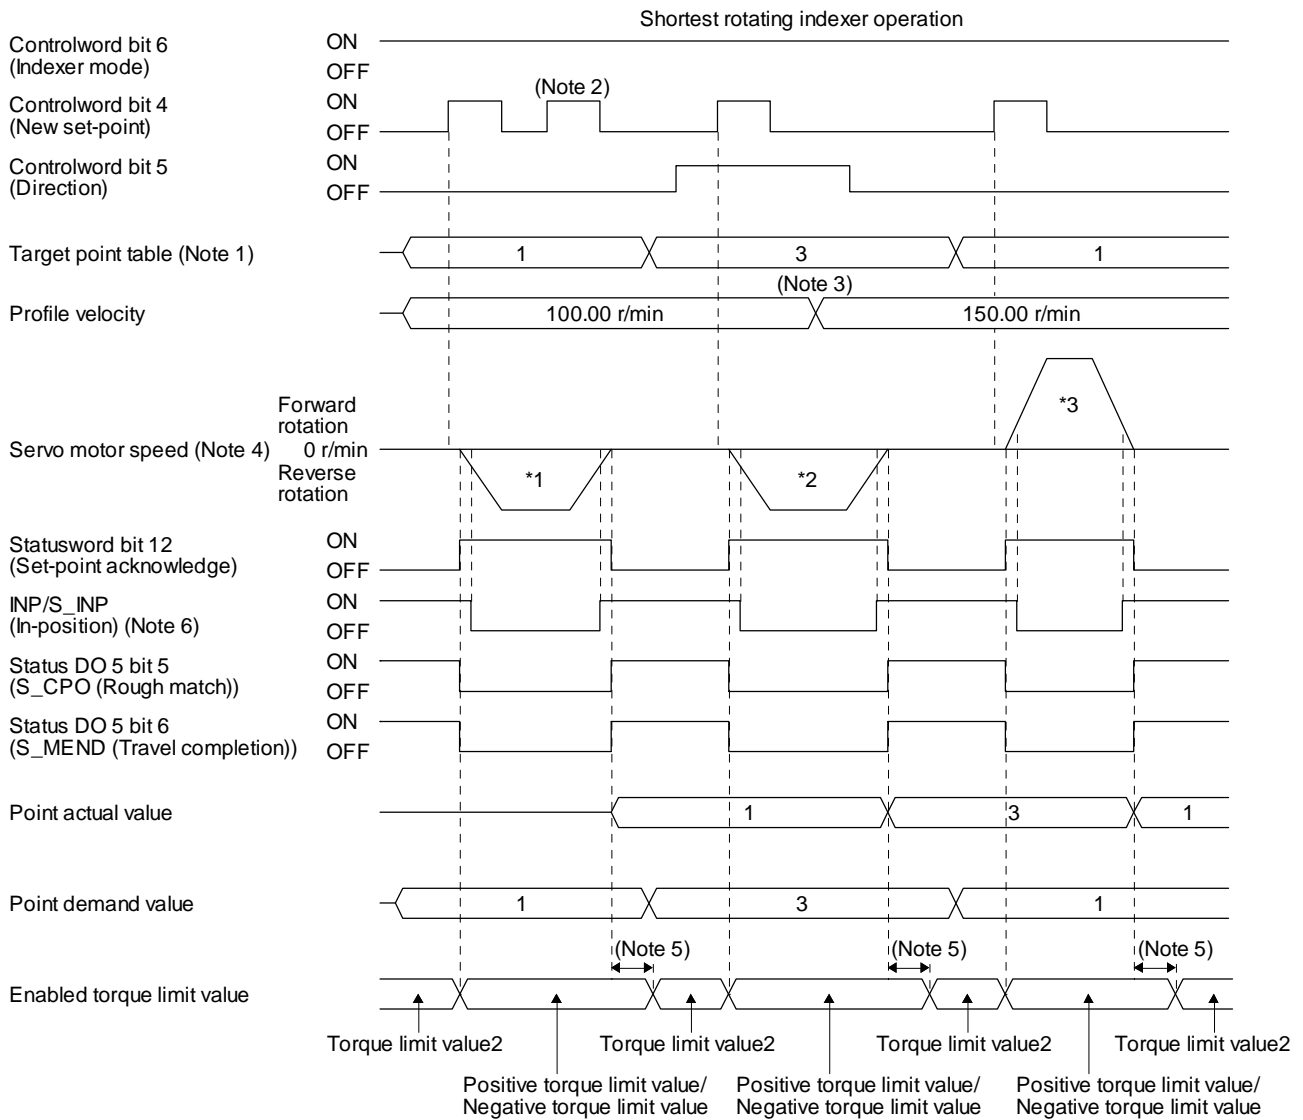 Shortest rotating indexer operation
Controlword bit 6
(Indexer mode)
ON
OFF
Controlword bit 4
(New set-point)
ON
OFF
(Note 2)
Controlword bit 5
(Direction)
ON
OFF
Target point table (Note 1)
1
3
1
(Note 3)
Profile velocity
100.00 r/min
150.00 r/min
Forward
rotation
Servo motor speed (Note 4)
0 r/min
Reverse
rotation
*1
*2
*3
Statusword bit 12
(Set-point acknowledge)
ON
OFF
INP/S_INP
(In-position) (Note 6)
ON
OFF
Status DO 5 bit 5
(S_CPO (Rough match))
ON
OFF
Status DO 5 bit 6
(S_MEND (Travel completion))
ON
OFF
Point actual value
1
3
1
Point demand value
1
3
1
(Note 5)
(Note 5)
(Note 5)
Enabled torque limit value
Torque limit value2
Torque limit value2
Torque limit value2
Torque limit value2
Positive torque limit value/
Negative torque limit value
Positive torque limit value/
Negative torque limit value
Positive torque limit value/
Negative torque limit value